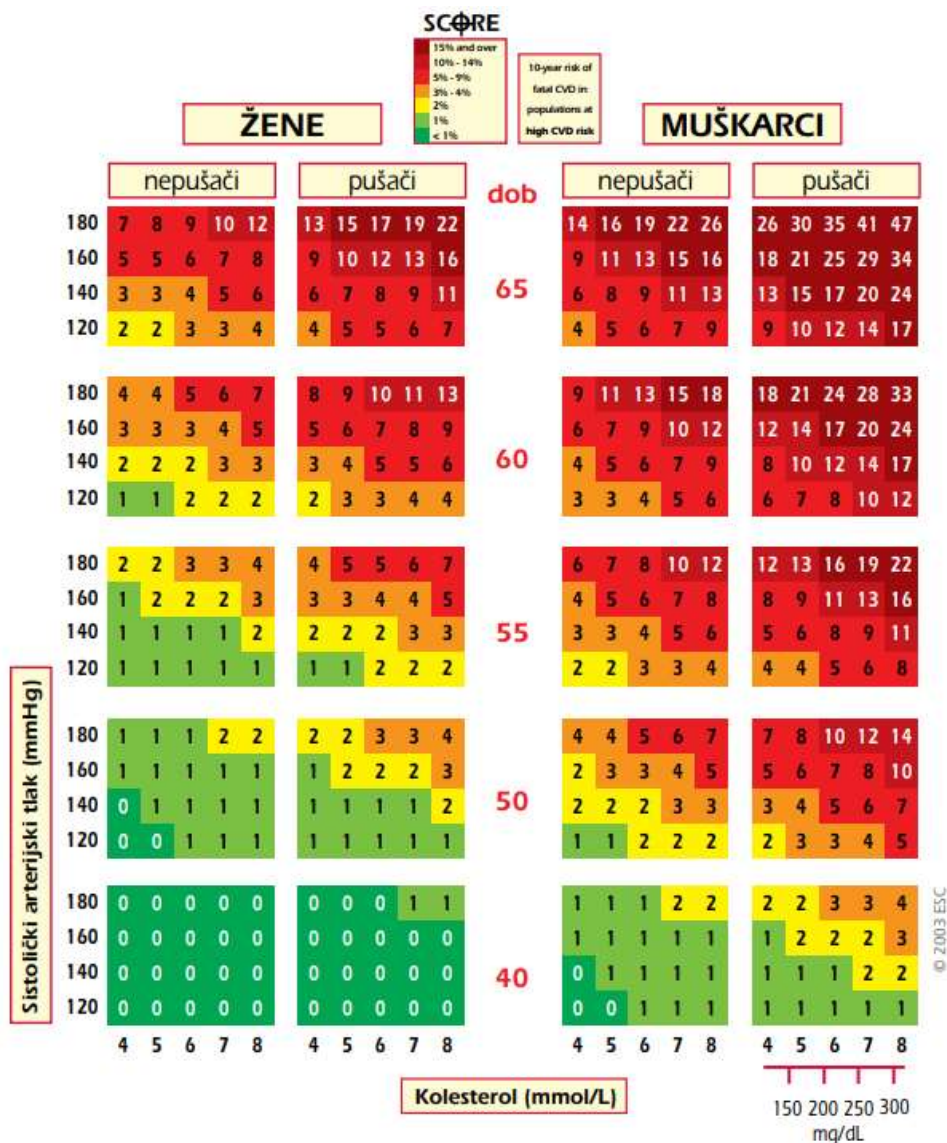 SCORE
15% and over
10% - 14%
5% - 9%
3% - 4%
2%
1%
< 1%
10-year risk of
fatal CVD in
populations at
high CVD risk
ŽENE
MUŠKARCI
nepušači pušači dob nepušači pušači
180 7 8 9 10 12 13 15 17 19 22 14 16 19 22 26 26 30 35 41 47
160 5 5 6 7 8 9 10 12 13 16 9 11 13 15 16 18 21 25 29 34
65
140 3 3 4 5 6 6 7 8 9 11 6 8 9 11 13 13 15 17 20 24
120 2 2 3 3 4 4 5 5 6 7 4 5 6 7 9 9 10 12 14 17
180 4 4 5 6 7 8 9 10 11 13 9 11 13 15 18 18 21 24 28 33
160 3 3 3 4 5 5 6 7 8 9 6 7 9 10 12 12 14 17 20 24
60
140 2 2 2 3 3 3 4 5 5 6 4 5 6 7 9 8 10 12 14 17
120 1 1 2 2 2 2 3 3 4 4 3 3 4 5 6 6 7 8 10 12
180 2 2 3 3 4 4 5 5 6 7 6 7 8 10 12 12 13 16 19 22
160 1 2 2 2 3 3 3 4 4 5 4 5 6 7 8 8 9 11 13 16
55
140 1 1 1 1 2 2 2 2 3 3 3 3 4 5 6 5 6 8 9 11
120 1 1 1 1 1 1 1 2 2 2 2 2 3 3 4 4 4 5 6 8
180 1 1 1 2 2 2 2 3 3 4 4 4 5 6 7 7 8 10 12 14
160 1 1 1 1 1 1 2 2 2 3 2 3 3 4 5 5 6 7 8 10
50
140 0 1 1 1 1 1 1 1 1 2 2 2 2 3 3 3 4 5 6 7
120 0 0 1 1 1 1 1 1 1 1 1 1 2 2 2 2 3 3 4 5
180 0 0 0 0 0 0 0 0 1 1 1 1 1 2 2 2 2 3 3 4
160 0 0 0 0 0 0 0 0 0 0 1 1 1 1 1 1 2 2 2 3
40
140 0 0 0 0 0 0 0 0 0 0 0 1 1 1 1 1 1 1 2 2
120 0 0 0 0 0 0 0 0 0 0 0 0 1 1 1 1 1 1 1 1
4 5 6 7 8 4 5 6 7 8 4 5 6 7 8 4 5 6 7 8
Sistolički arterijski tlak (mmHg)
Kolesterol (mmol/L)
150 200 250 300
mg/dL
© 2003 ESC